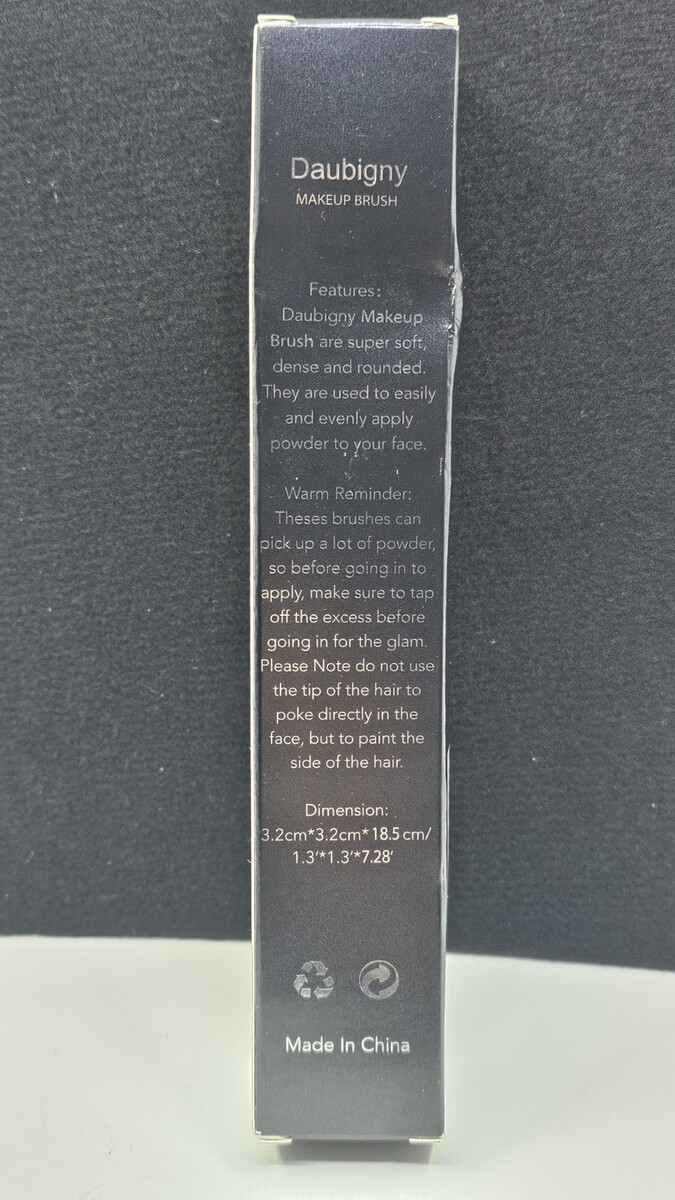 Daubigny
MAKEUP BRUSH
Features:
Daubigny Makeup
Brush are super soft,
dense and rounded.
They are used to easily
and evenly apply
powder to your face.
Warm Reminder:
Theses brushes can
pick up a lot of powder,
so before going in to
apply, make sure to tap
off the excess before
going in for the glam.
Please Note do not use
the tip of the hair to
poke directly in the
face, but to paint the
side of the hair.
Dimension:
3.2cm*3.2cm*18.5cm/
1.3'*1.3'*7.28'
Made In China